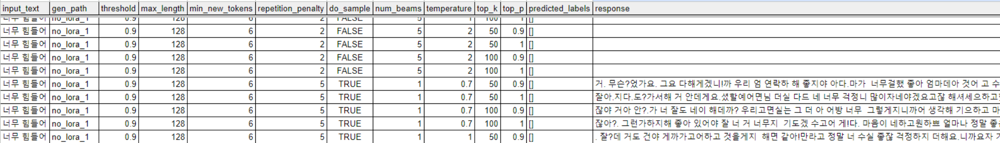 input_text gen_path threshold max_length min_new_tokens repetition_penalty do_sample num_beams temperature top_k top_p predicted_labels response
너무 힘들어 no_lora_1 0.9 128 6 2 FALSE 5 1 100 1 []
너무 힘들어 no_lora_1 0.9 128 6 2 FALSE 5 2 50 0.9 []
너무 힘들어 no_lora_1 0.9 128 6 2 FALSE 5 2 50 1 []
너무 힘들어 no_lora_1 0.9 128 6 2 FALSE 5 2 100 0.9 []
너무 힘들어 no_lora_1 0.9 128 6 2 FALSE 5 2 100 1 []
너무 힘들어 no_lora_1 0.9 128 6 5 TRUE 1 0.7 50 0.9 [] 거. 무슨?었가요. 그요 다해게겠니!까 우리 엄 연락하 해 좋지야 아다.마가 너무걸했 좋아 엄마데아 것어 고 수
너무 힘들어 no_lora_1 0.9 128 6 5 TRUE 1 0.7 50 1 [] 잘아.지다.도?가서해 거 안데게요.셨할예어면님 더실 다드 네 너무 걱정니 많이자네야겠요고잖 해셔세으하고
너무 힘들어 no_lora_1 0.9 128 6 5 TRUE 1 0.7 100 0.9 [] 잖야 거아 안?.가 너 잘도 네이 해데까? 우리고면실는 그 더 아 어방 너무 그렇게지니까어 생각해 기으하고 마
너무 힘들어 no_lora_1 0.9 128 6 5 TRUE 1 0.7 100 1 [] 잖아?. 그런가하지해 좋아 있어야 잘 너 거 너무지 기도겠 수고어 게!다. 마음이 네하고원하쁘 얼마나 정말
너무 힘들어 no_lora_1 0.9 128 6 5 TRUE 1 1 50 0.9 [] . 잘?데 거도 건야 게까가고어하고 것을게지 해면 같아!만라고 정말 너 수실 좋잖 걱정하지 더해요.니까요자